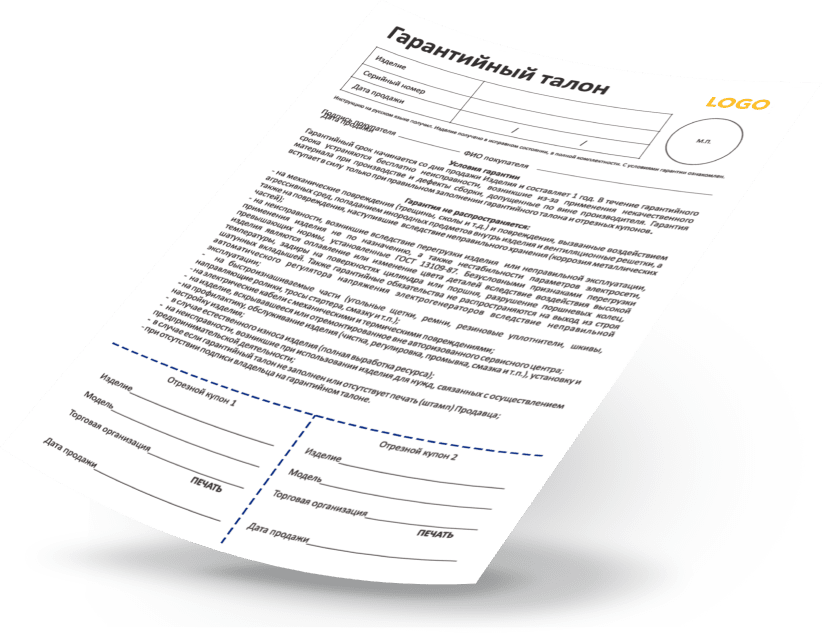 Гарантийный талон
LOGO
Изделие
Серийный номер
Дата продажи
/ /
М.П.
Инструкцию на русском языке получил. Изделие получено в исправном состоянии, в полной комплектности. С условиями гарантии ознакомлен.
Подпись покупателя
Дата продажи
ФИО покупателя
Условия гарантии
Гарантийный срок начинается со дня продажи Изделия и составляет 1 год. В течение гарантийного
срока устраняются бесплатно неисправности, возникшие из-за применения некачественного
материала при производстве и дефекты сборки, допущенные по вине производителя. Гарантия
вступает в силу только при правильном заполнении гарантийного талона и отрезных купонов.
Гарантия не распространяется:
- на механические повреждения (трещины, сколы и т.д.) и повреждения, вызванные воздействием
агрессивных сред, попаданием инородных предметов внутрь изделия и вентиляционные решетки, а
также на повреждения, наступившие вследствие неправильного хранения (коррозия металлических
частей);
- на неисправности, возникшие вследствие перегрузки изделия или неправильной эксплуатации,
применения изделия не по назначению, а также нестабильности параметров электросети,
превышающих нормы, установленные ГОСТ 13109-87. Безусловными признаками перегрузки
изделия являются оплавление или изменение цвета деталей вследствие воздействия высокой
температуры, задиры на поверхностях цилиндра или поршня, разрушение поршневых колец,
шатунных вкладышей. Также гарантийные обязательства не распространяются на выход из строя
автоматического регулятора напряжения электрогенераторов вследствие неправильной
эксплуатации;
- на быстроизнашиваемые части (угольные щетки, ремни, резиновые уплотнители, шкивы,
направляющие ролики, тросы стартера, смазку и т.п.);
- на электрические кабели с механическими и термическими повреждениями;
- на изделие, вскрывавшееся или отремонтированное вне авторизованного сервисного центра;
- на профилактику, обслуживание изделия (чистка, регулировка, промывка, смазка и т.п.), установку и
настройку изделия;
- в случае естественного износа изделия (полная выработка ресурса);
- на неисправности, возникшие при использовании изделия для нужд, связанных с осуществлением
предпринимательской деятельности;
- в случае если гарантийный талон не заполнен или отсутствует печать (штамп) Продавца;
- при отсутствии подписи владельца на гарантийном талоне.
Отрезной купон 1
Изделие
Модель
Торговая организация
ПЕЧАТЬ
Дата продажи
Отрезной купон 2
Изделие
Модель
Торговая организация
ПЕЧАТЬ
Дата продажи